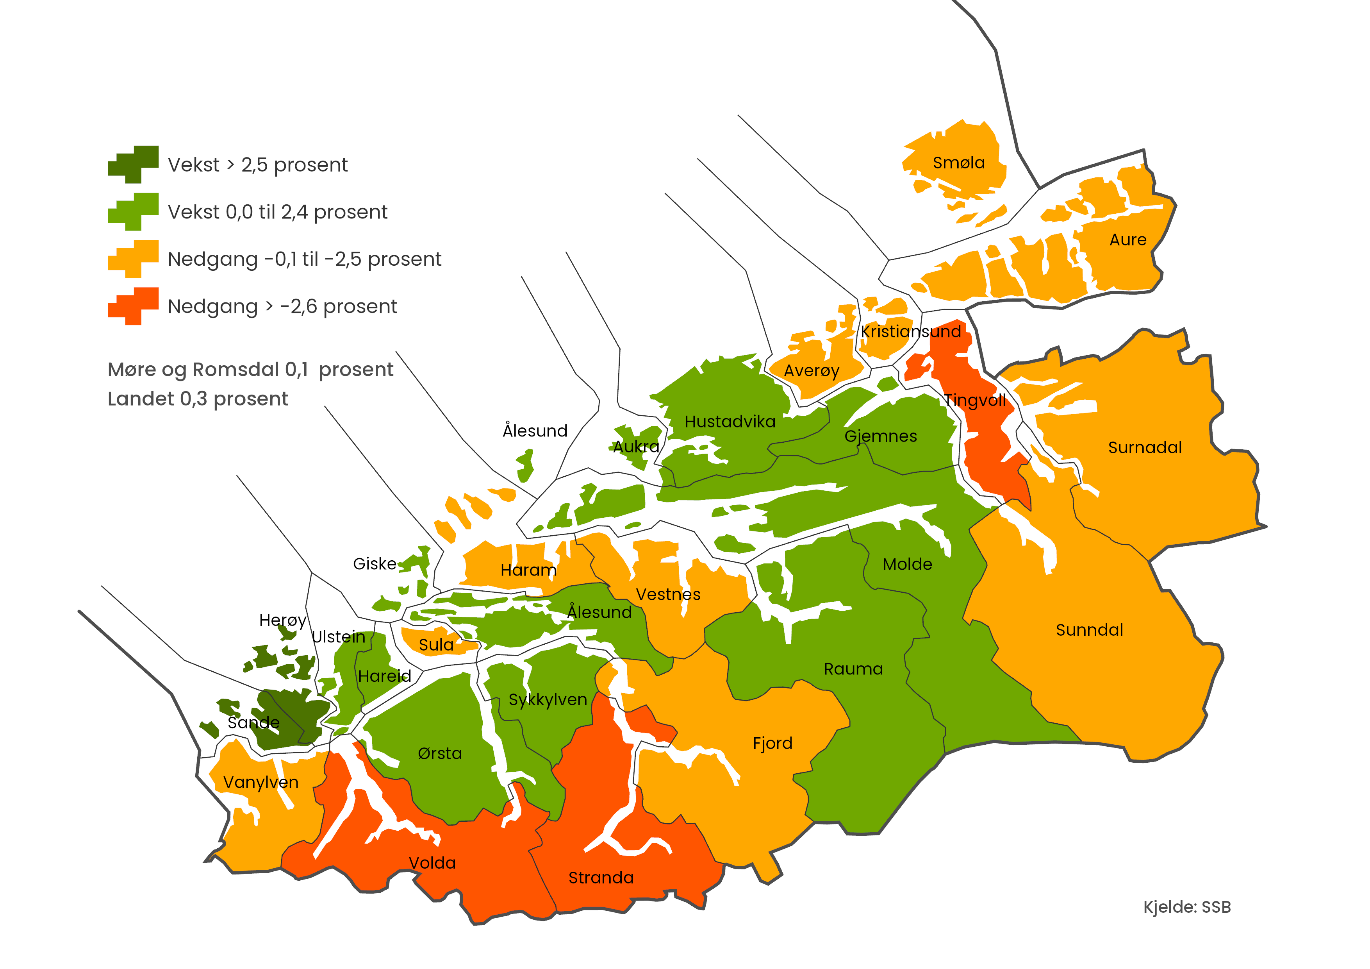 Vekst > 2,5 prosent
Vekst 0,0 til 2,4 prosent
Nedgang -0,1 til -2,5 prosent
Nedgang > -2,6 prosent
Møre og Romsdal 0,1 prosent
Landet 0,3 prosent
Smøla
Aure
Kristiansund
Averøy
Tingvoll
Hustadvika
Ålesund
Gjemnes
Aukra
Surnadal
Giske
Haram
Molde
Vestnes
Ålesund
Herøy
Ulstein
Sula
Sunndal
Hareid
Rauma
Sykkylven
Sande
Fjord
Ørsta
Vanylven
Volda
Stranda
Kjelde: SSB